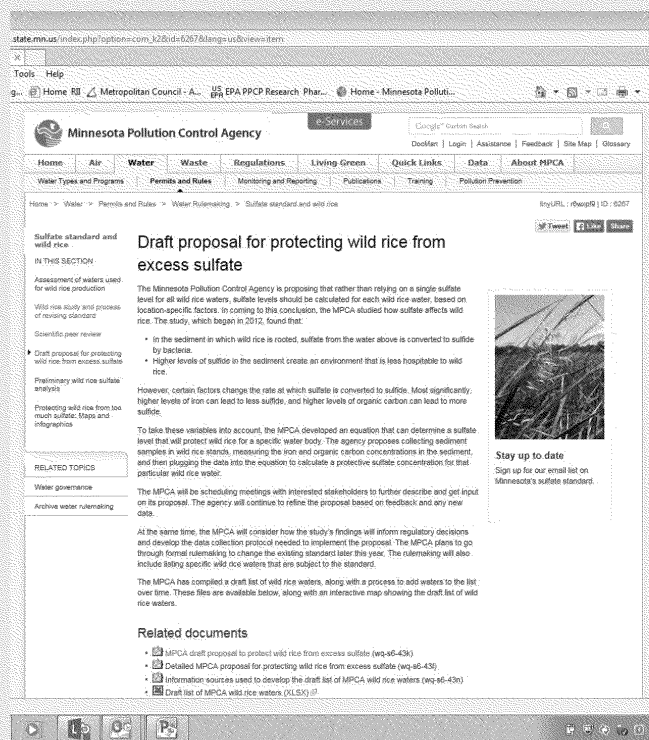 state.mn.us/index.php?option=com_k2&id=6267&lang=us&view=item
Tools Help
g... Home RII Metropolitan Council - A... US EPA EPA PPCP Research Phar... Home - Minnesota Polluti...
e-Services
Minnesota Pollution Control Agency
Google™ Custom Search
DocMart | Login | Assistance | Feedback | Site Map | Glossary
Home Air Water Waste Regulations Living Green Quick Links Data About MPCA
Water Types and Programs Permits and Rules Monitoring and Reporting Publications Training Pollution Prevention
Home > Water > Permits and Rules > Water Rulemaking > Sulfate standard and wild rice
tinyURL : | ID : 6267
Tweet Like Share
Sulfate standard and
wild rice
IN THIS SECTION
Assessment of waters used
for wild rice production
Wild rice study and process
of revising standard
Scientific peer review
Draft proposal for protecting
wild rice from excess sulfate
Preliminary wild rice sulfate
analysis
Protecting wild rice from too
much sulfate: Maps and
infographics
RELATED TOPICS
Water governance
Archive water rulemaking
Draft proposal for protecting wild rice from
excess sulfate
The Minnesota Pollution Control Agency is proposing that rather than relying on a single sulfate
level for all wild rice waters, sulfate levels should be calculated for each wild rice water, based on
location-specific factors. In coming to this conclusion, the MPCA studied how sulfate affects wild
rice. The study, which began in 2012, found that:
• In the sediment in which wild rice is rooted, sulfate from the water above is converted to sulfide
by bacteria.
• Higher levels of sulfide in the sediment create an environment that is less hospitable to wild
rice.
However, certain factors change the rate at which sulfate is converted to sulfide. Most significantly,
higher levels of iron can lead to less sulfide, and higher levels of organic carbon can lead to more
sulfide.
To take these variables into account, the MPCA developed an equation that can determine a sulfate
level that will protect wild rice for a specific water body. The agency proposes collecting sediment
samples in wild rice stands, measuring the iron and organic carbon concentrations in the sediment,
and then plugging the data into the equation to calculate a protective sulfate concentration for that
particular wild rice water.
The MPCA will be scheduling meetings with interested stakeholders to further describe and get input
on its proposal. The agency will continue to refine the proposal based on feedback and any new
data.
At the same time, the MPCA will consider how the study's findings will inform regulatory decisions
and develop the data collection protocol needed to implement the proposal. The MPCA plans to go
through formal rulemaking to change the existing standard later this year. The rulemaking will also
include listing specific wild rice waters that are subject to the standard.
The MPCA has compiled a draft list of wild rice waters, along with a process to add waters to the list
over time. These files are available below, along with an interactive map showing the draft list of wild
rice waters.
Related documents
• MPCA draft proposal to protect wild rice from excess sulfate (wq-s6-43k)
• Detailed MPCA proposal for protecting wild rice from excess sulfate (wq-s6-43l)
• Information sources used to develop the draft list of MPCA wild rice waters (wq-s6-43n)
• Draft list of MPCA wild rice waters (XLSX)
Stay up to date
Sign up for our email list on
Minnesota's sulfate standard.